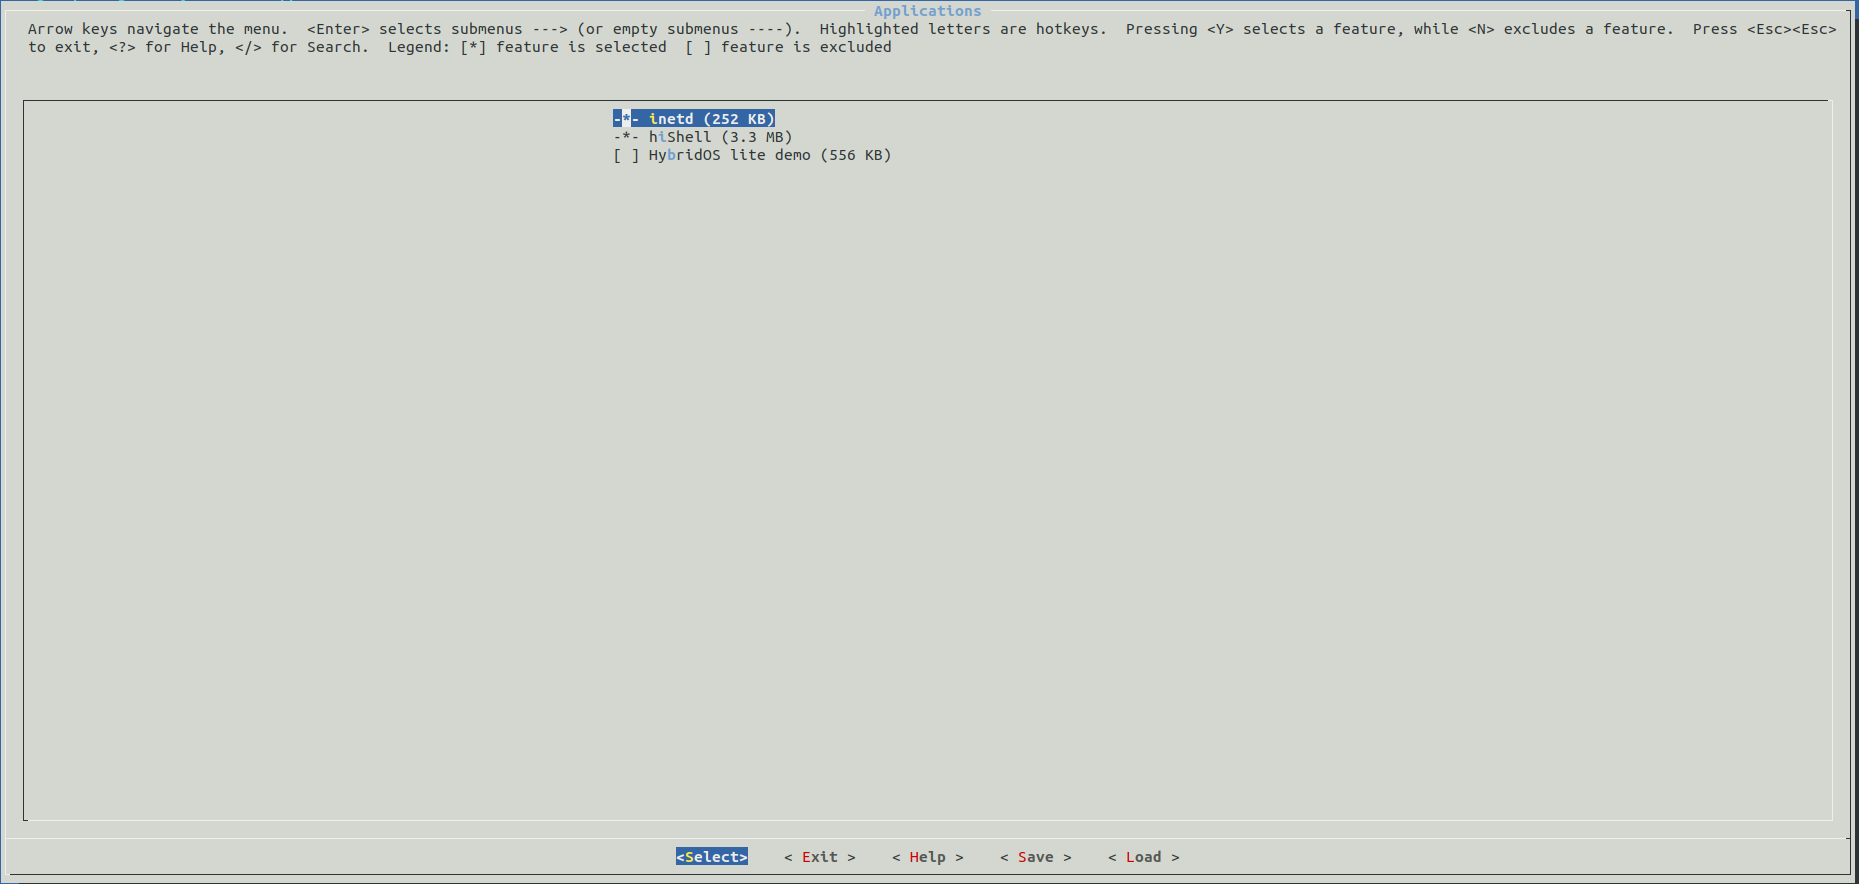 Applications
Arrow keys navigate the menu.  <Enter> selects submenus ---> (or empty submenus ----).  Highlighted letters are hotkeys.  Pressing <Y> selects a feature, while <N> excludes a feature.  Press <Esc><Esc>
to exit, <?> for Help, </> for Search.  Legend: [*] feature is selected  [ ] feature is excluded
-*- inetd (252 KB)
-*- hiShell (3.3 MB)
[ ] HybridOS lite demo (556 KB)
<Select>    < Exit >    < Help >    < Save >    < Load >